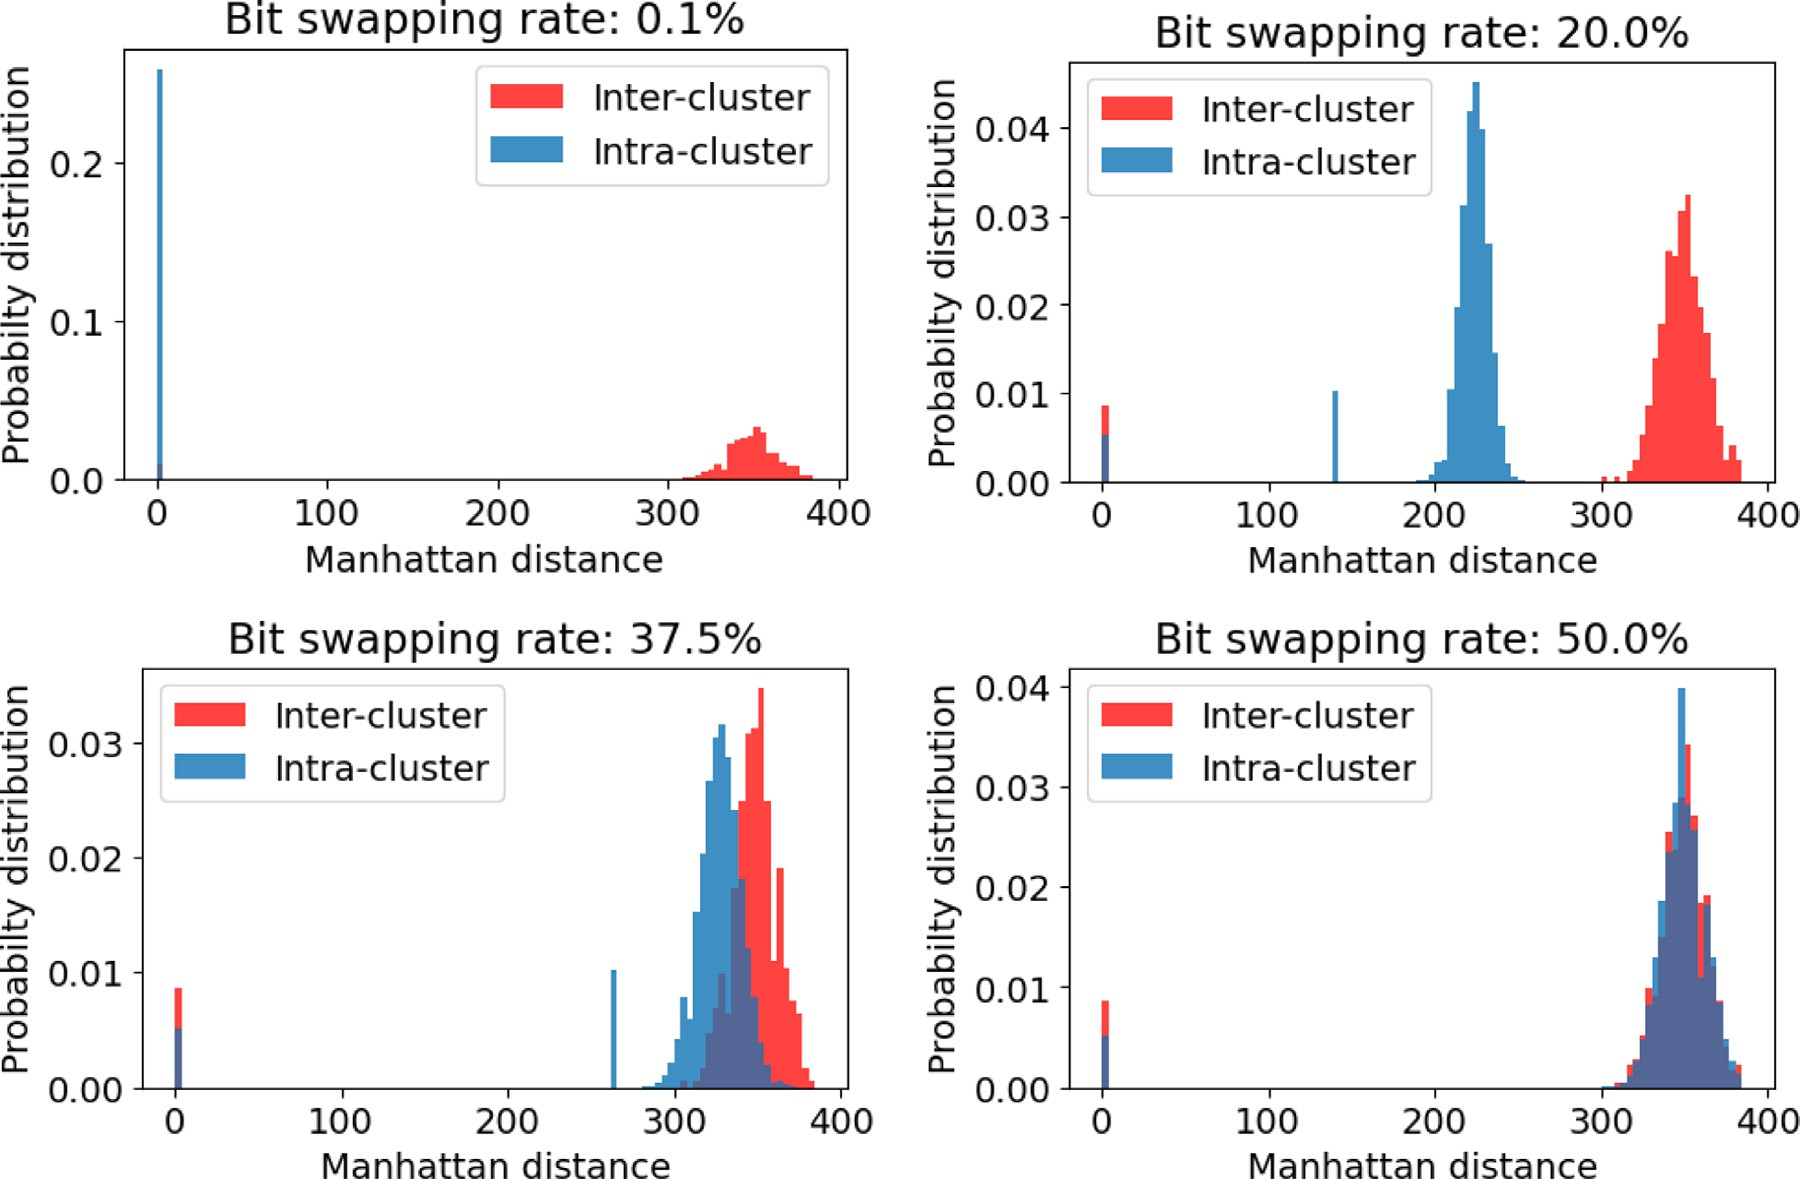 Bit swapping rate: 0.1%
Probabilty distribution
0.2
0.1
0.0
Inter-cluster
Intra-cluster
0 100 200 300 400
Manhattan distance
Bit swapping rate: 20.0%
Probabilty distribution
0.04
0.03
0.02
0.01
0.00
Inter-cluster
Intra-cluster
0 100 200 300 400
Manhattan distance
Bit swapping rate: 37.5%
Probabilty distribution
0.03
0.02
0.01
0.00
Inter-cluster
Intra-cluster
0 100 200 300 400
Manhattan distance
Bit swapping rate: 50.0%
Probabilty distribution
0.04
0.03
0.02
0.01
0.00
Inter-cluster
Intra-cluster
0 100 200 300 400
Manhattan distance